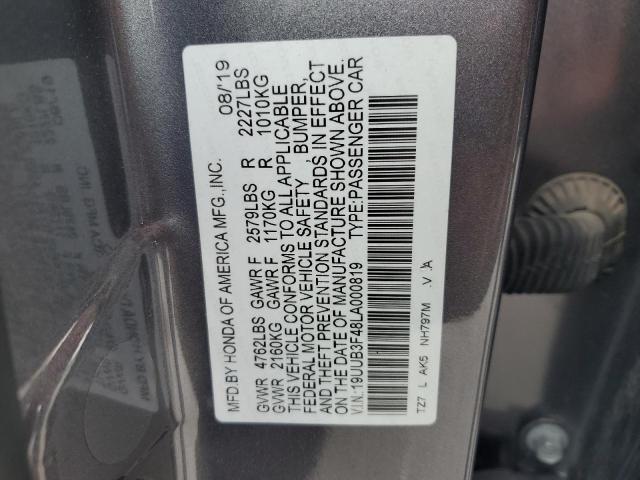 MFD.BY HONDA OF AMERICA MFG.,INC. 08/'19
GVWR 4762LBS GAWR F 2579LBS R 2227LBS
GVWR 2160KG GAWR F 1170KG R 1010KG
THIS VEHICLE CONFORMS TO ALL APPLICABLE
FEDERAL MOTOR VEHICLE SAFETY, BUMPER,
AND THEFT PREVENTION STANDARDS IN EFFECT
ON THE DATE OF MANUFACTURE SHOWN ABOVE.
V.I.N.:19UUB3F48LA000819 TYPE:PASSENGER CAR
TZ7 L AK5 NH797M .V .A